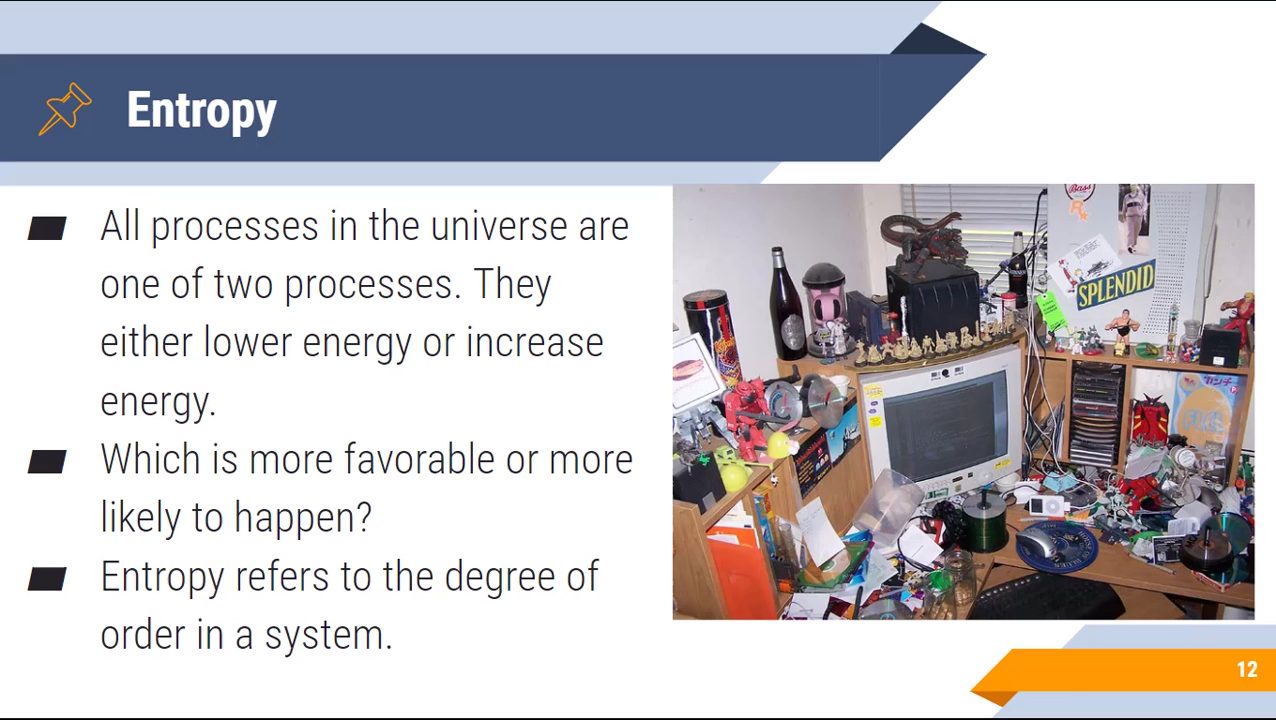 Entropy
All processes in the universe are
one of two processes. They
either lower energy or increase
energy.
Which is more favorable or more
likely to happen?
Entropy refers to the degree of
order in a system.
Bass
SPLENDID
12